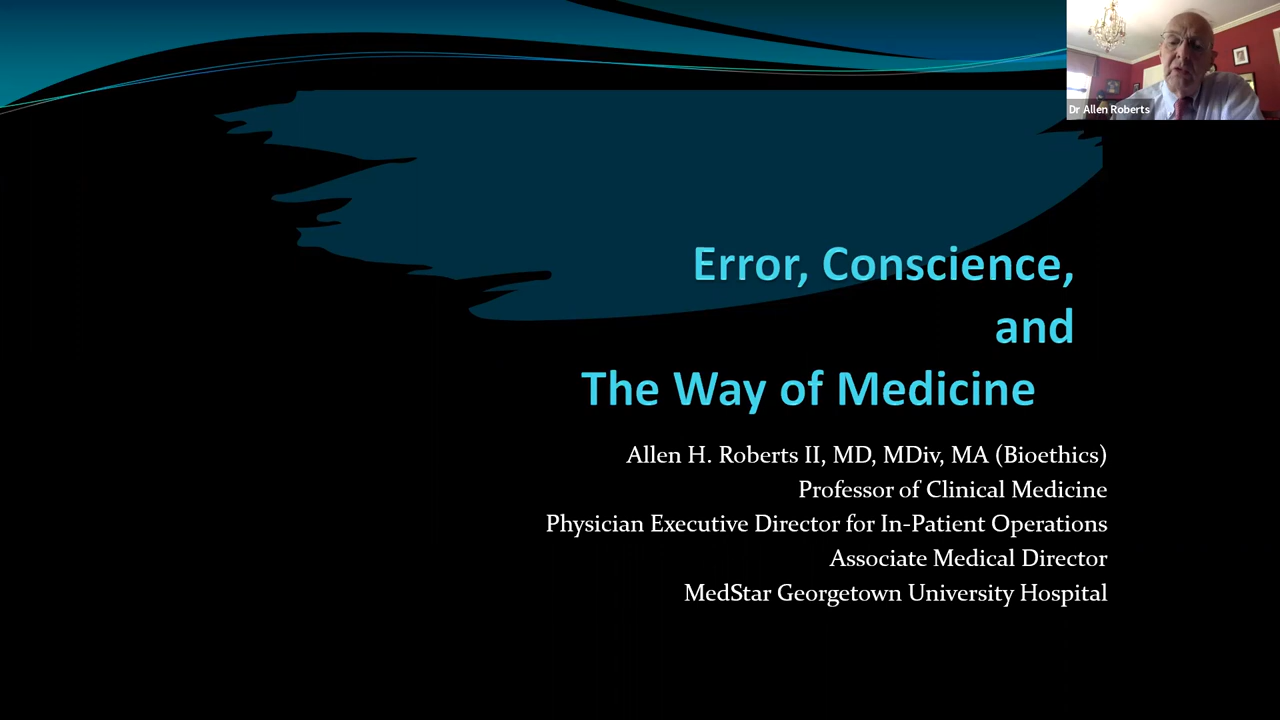 Dr Allen Roberts
Error, Conscience,
and
The Way of Medicine
Allen H. Roberts II, MD, MDiv, MA (Bioethics)
Professor of Clinical Medicine
Physician Executive Director for In-Patient Operations
Associate Medical Director
MedStar Georgetown University Hospital